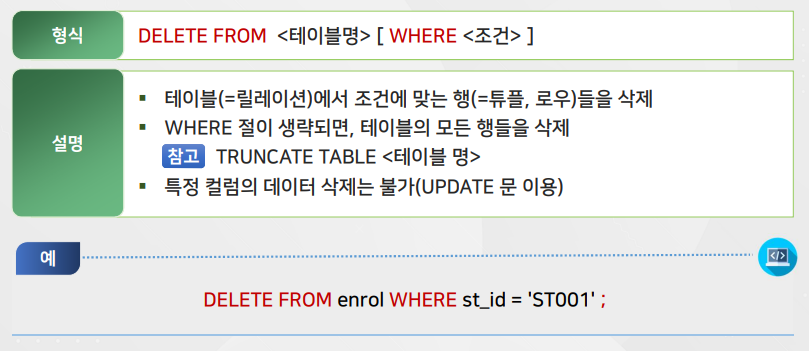 형식
DELETE FROM <테이블명> [ WHERE <조건> ]
설명
▪ 테이블(=릴레이션)에서 조건에 맞는 행(=튜플, 로우)들을 삭제
▪ WHERE 절이 생략되면, 테이블의 모든 행들을 삭제
참고 TRUNCATE TABLE <테이블 명>
▪ 특정 컬럼의 데이터 삭제는 불가(UPDATE 문 이용)
예
</>
DELETE FROM enrol WHERE st_id = 'ST001' ;